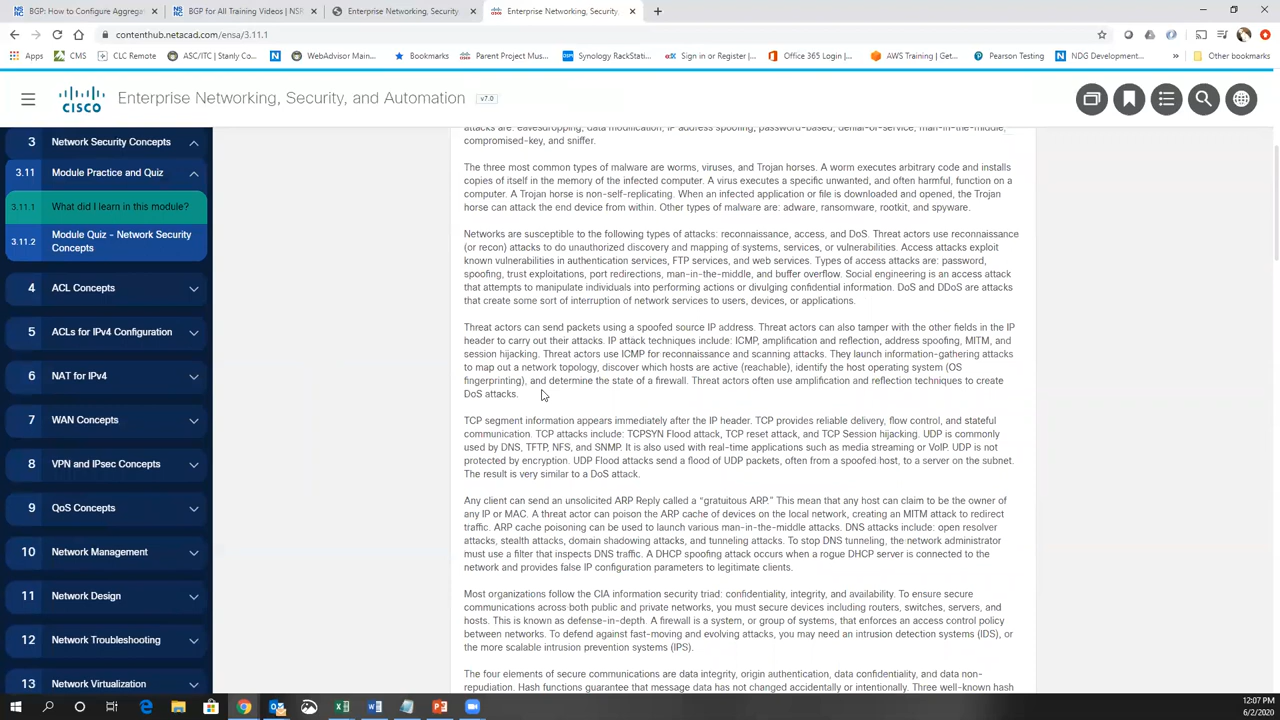 BGP: How to Configure Aggrega
BGP for All Training Videos | NSR
Enterprise Networking, Security,
Enterprise Networking, Security,
contenthub.netacad.com/ensa/3.11.1
Apps
CMS
CLC Remote
ASC/ITC | Stanly Co...
WebAdvisor Main...
Bookmarks
Parent Project Mus...
Synology RackStati...
Sign in or Register |...
Office 365 Login |...
AWS Training | Get...
Pearson Testing
NDG Development...
»
Other bookmarks
CISCO
Enterprise Networking, Security, and Automation
v7.0
3 Network Security Concepts
3.11 Module Practice and Quiz
3.11.1 What did I learn in this module?
3.11.2 Module Quiz - Network Security
Concepts
4 ACL Concepts
5 ACLs for IPv4 Configuration
6 NAT for IPv4
7 WAN Concepts
8 VPN and IPsec Concepts
9 QoS Concepts
10 Network Management
11 Network Design
12 Network Troubleshooting
13 Network Virtualization
attacks are: eavesdropping, data modification, IP address spoofing, password-based, denial-of-service, man-in-the-middle,
compromised-key, and sniffer.
The three most common types of malware are worms, viruses, and Trojan horses. A worm executes arbitrary code and installs
copies of itself in the memory of the infected computer. A virus executes a specific unwanted, and often harmful, function on a
computer. A Trojan horse is non-self-replicating. When an infected application or file is downloaded and opened, the Trojan
horse can attack the end device from within. Other types of malware are: adware, ransomware, rootkit, and spyware.
Networks are susceptible to the following types of attacks: reconnaissance, access, and DoS. Threat actors use reconnaissance
(or recon) attacks to do unauthorized discovery and mapping of systems, services, or vulnerabilities. Access attacks exploit
known vulnerabilities in authentication services, FTP services, and web services. Types of access attacks are: password,
spoofing, trust exploitations, port redirections, man-in-the-middle, and buffer overflow. Social engineering is an access attack
that attempts to manipulate individuals into performing actions or divulging confidential information. DoS and DDoS are attacks
that create some sort of interruption of network services to users, devices, or applications.
Threat actors can send packets using a spoofed source IP address. Threat actors can also tamper with the other fields in the IP
header to carry out their attacks. IP attack techniques include: ICMP, amplification and reflection, address spoofing, MITM, and
session hijacking. Threat actors use ICMP for reconnaissance and scanning attacks. They launch information-gathering attacks
to map out a network topology, discover which hosts are active (reachable), identify the host operating system (OS
fingerprinting), and determine the state of a firewall. Threat actors often use amplification and reflection techniques to create
DoS attacks.
TCP segment information appears immediately after the IP header. TCP provides reliable delivery, flow control, and stateful
communication. TCP attacks include: TCPSYN Flood attack, TCP reset attack, and TCP Session hijacking. UDP is commonly
used by DNS, TFTP, NFS, and SNMP. It is also used with real-time applications such as media streaming or VoIP. UDP is not
protected by encryption. UDP Flood attacks send a flood of UDP packets, often from a spoofed host, to a server on the subnet.
The result is very similar to a DoS attack.
Any client can send an unsolicited ARP Reply called a “gratuitous ARP.” This mean that any host can claim to be the owner of
any IP or MAC. A threat actor can poison the ARP cache of devices on the local network, creating an MITM attack to redirect
traffic. ARP cache poisoning can be used to launch various man-in-the-middle attacks. DNS attacks include: open resolver
attacks, stealth attacks, domain shadowing attacks, and tunneling attacks. To stop DNS tunneling, the network administrator
must use a filter that inspects DNS traffic. A DHCP spoofing attack occurs when a rogue DHCP server is connected to the
network and provides false IP configuration parameters to legitimate clients.
Most organizations follow the CIA information security triad: confidentiality, integrity, and availability. To ensure secure
communications across both public and private networks, you must secure devices including routers, switches, servers, and
hosts. This is known as defense-in-depth. A firewall is a system, or group of systems, that enforces an access control policy
between networks. To defend against fast-moving and evolving attacks, you may need an intrusion detection systems (IDS), or
the more scalable intrusion prevention systems (IPS).
The four elements of secure communications are data integrity, origin authentication, data confidentiality, and data non-
repudiation. Hash functions guarantee that message data has not changed accidentally or intentionally. Three well-known hash
12:07 PM
6/2/2020